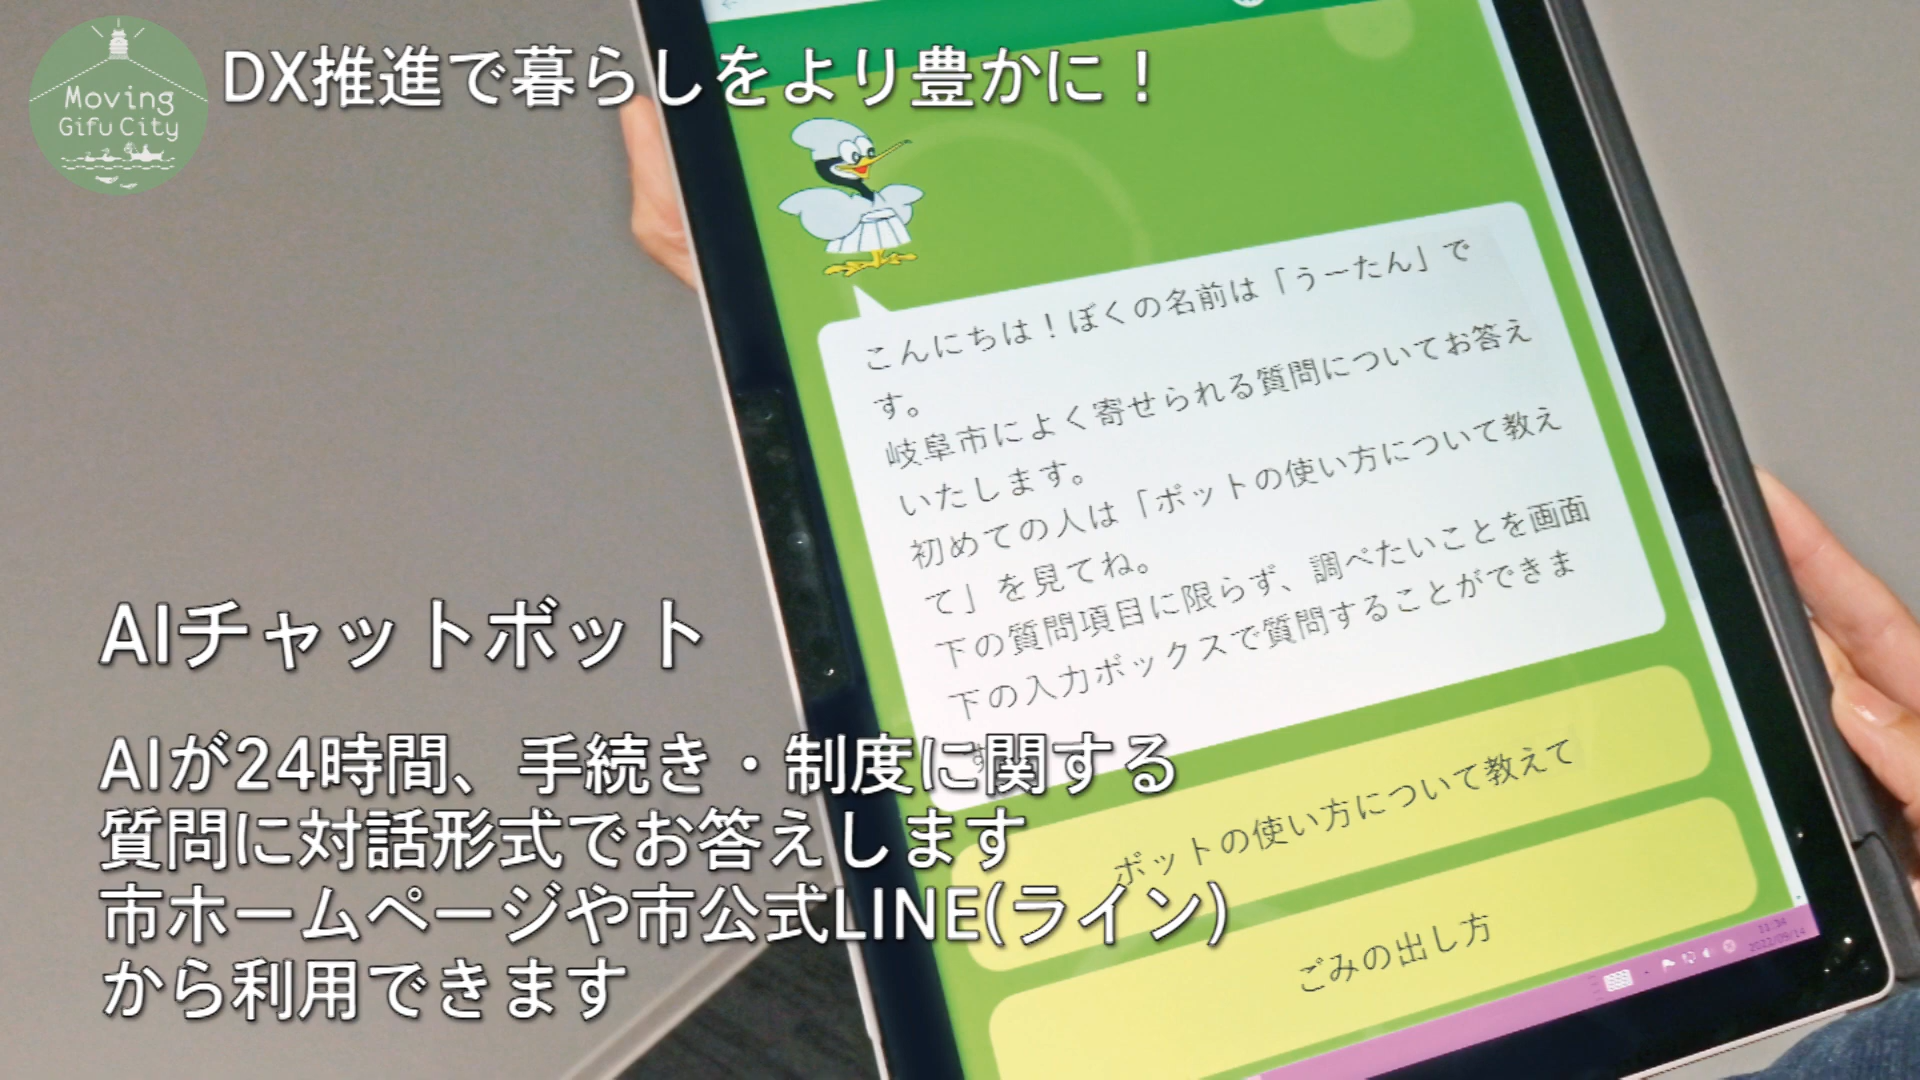 Moving
Gifu City
DX推進で暮らしをより豊かに！
こんにちは！ぼくの名前は「うーたん」で
す。
岐阜市によく寄せられる質問についてお答え
いたします。
初めての人は「ボットの使い方について教え
て」を見てね。
下の質問項目に限らず、調べたいことを画面
下の入力ボックスで質問することができま
す。
ボットの使い方について教えて
ごみの出し方
11:34
2022/09/14
AIチャットボット
AIが24時間、手続き・制度に関する
質問に対話形式でお答えします
市ホームページや市公式LINE(ライン)
から利用できます